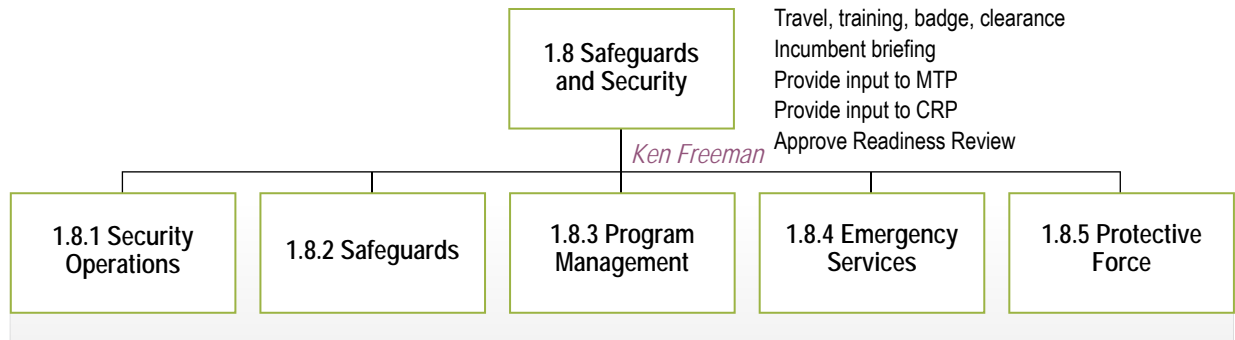 1.8 Safeguards
and Security
Travel, training, badge, clearance
Incumbent briefing
Provide input to MTP
Provide input to CRP
Approve Readiness Review
Ken Freeman
1.8.1 Security
Operations
1.8.2 Safeguards
1.8.3 Program
Management
1.8.4 Emergency
Services
1.8.5 Protective
Force